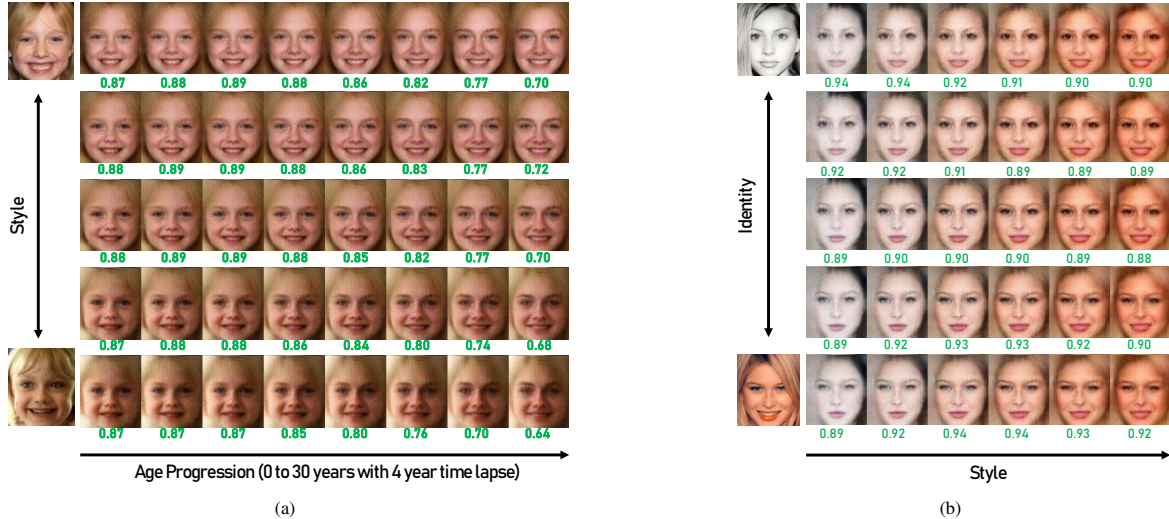 0.87 0.88 0.89 0.88 0.86 0.82 0.77 0.70
0.88 0.89 0.89 0.88 0.86 0.83 0.77 0.72
0.88 0.89 0.89 0.88 0.85 0.82 0.77 0.70
0.87 0.88 0.88 0.86 0.84 0.80 0.74 0.68
0.87 0.87 0.87 0.85 0.80 0.76 0.70 0.64
Style
Age Progression (0 to 30 years with 4 year time lapse)
(a)
0.94 0.94 0.92 0.91 0.90 0.90
0.92 0.92 0.91 0.89 0.89 0.89
0.89 0.90 0.90 0.90 0.89 0.88
0.89 0.92 0.93 0.93 0.92 0.90
0.89 0.92 0.94 0.94 0.93 0.92
Identity
Style
(b)